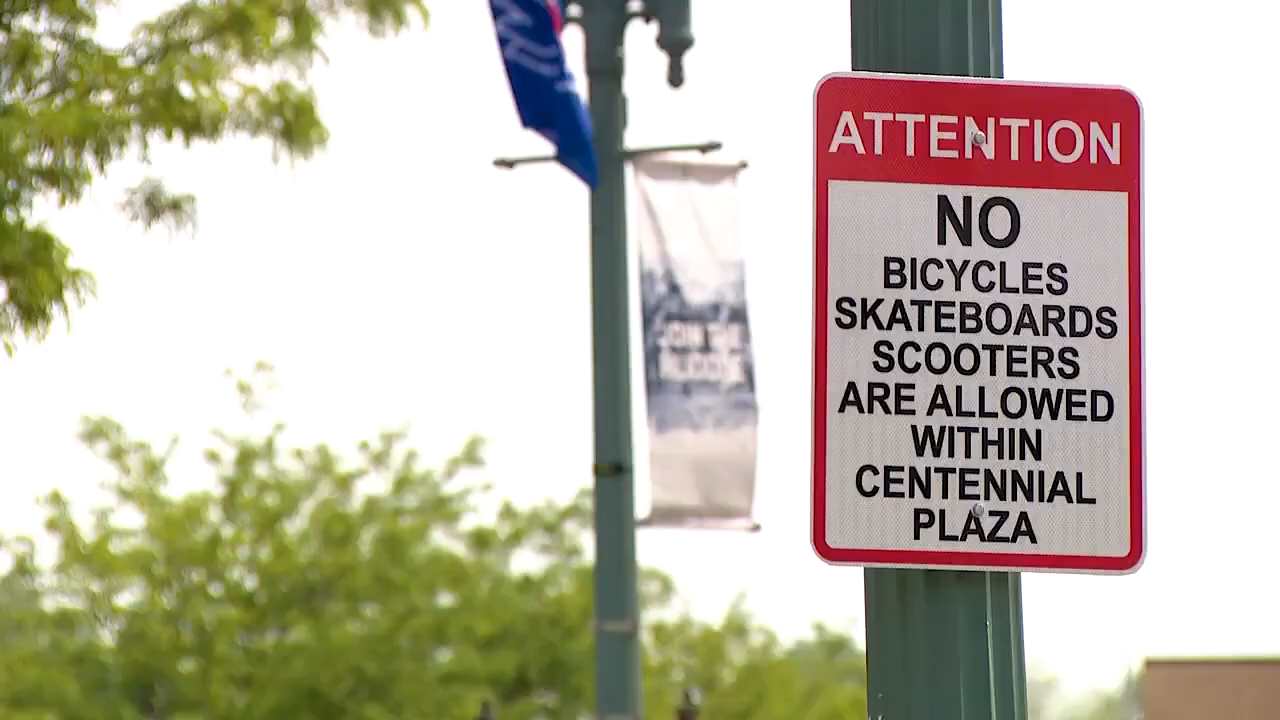 ATTENTION
NO
BICYCLES
SKATEBOARDS
SCOOTERS
ARE ALLOWED
WITHIN
CENTENNIAL
PLAZA